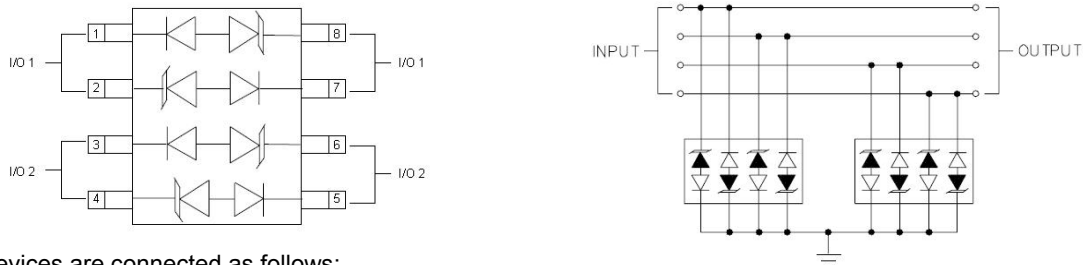 1
8
I/O 1
I/O 1
2
7
3
6
I/O 2
I/O 2
4
5
INPUT
OUTPUT
evices are connected as follows: